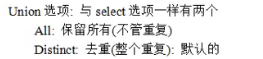 Union 选项: 与 select 选项一样有两个
All: 保留所有(不管重复)
Distinct: 去重(整个重复): 默认的